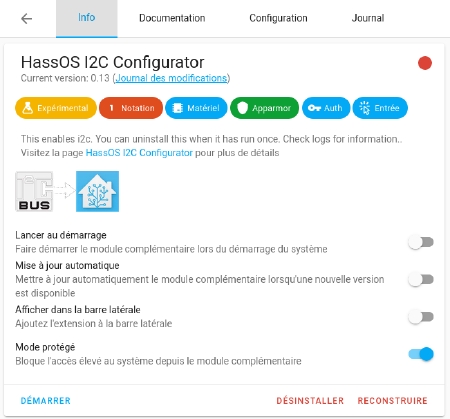 Info Documentation Configuration Journal
HassOS I2C Configurator
Current version: 0.13 (Journal des modifications)
Expérimental 1 Notation Matériel Apparmor Auth Entrée
This enables i2c. You can uninstall this when it has run once. Check logs for information..
Visitez la page HassOS I2C Configurator pour plus de détails
I2C
BUS
Lancer au démarrage
Faire démarrer le module complémentaire lors du démarrage du système
Mise à jour automatique
Mettre à jour automatiquement le module complémentaire lorsqu'une nouvelle version
est disponible
Afficher dans la barre latérale
Ajoutez l'extension à la barre latérale
Mode protégé
Bloque l'accès élevé au système depuis le module complémentaire
DÉMARRER DÉSINSTALLER RECONSTRUIRE